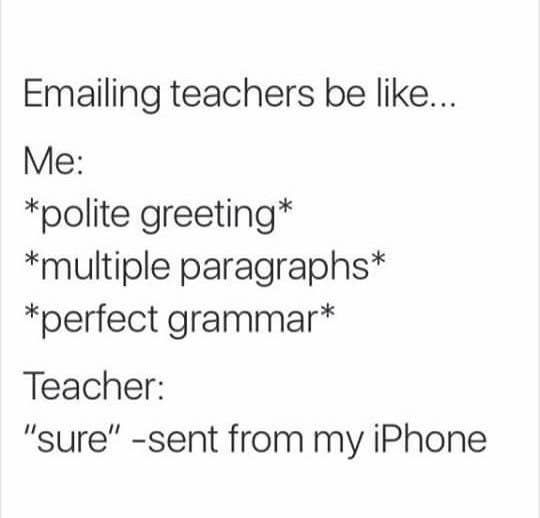 Emailing teachers be like...
Me:
*polite greeting*
*multiple paragraphs*
*perfect grammar*
Teacher:
"sure" -sent from my iPhone